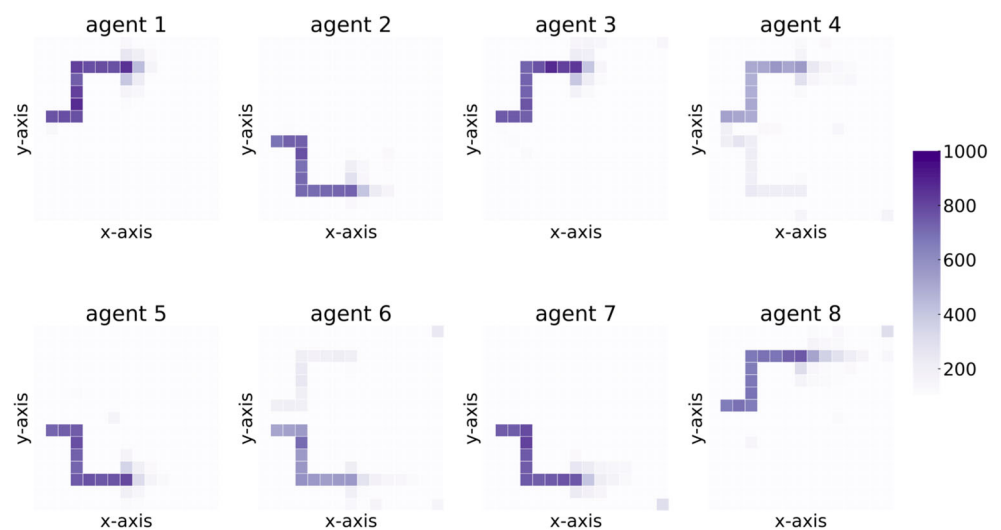 agent 1
agent 2
agent 3
agent 4
y-axis
y-axis
y-axis
y-axis
x-axis
x-axis
x-axis
x-axis
1000
800
600
400
200
agent 5
agent 6
agent 7
agent 8
y-axis
y-axis
y-axis
y-axis
x-axis
x-axis
x-axis
x-axis